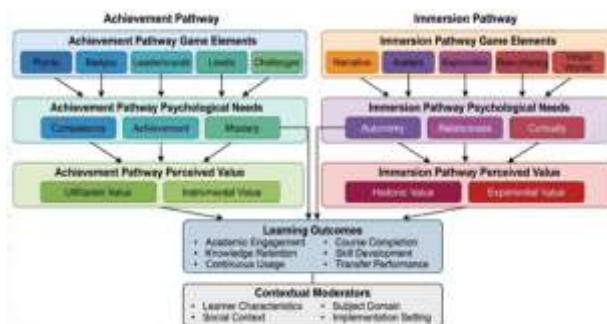 Achievement Pathway
Immersion Pathway
Achievement Pathway Game Elements
Points Badges Leaderboards Levels Challenges
Immersion Pathway Game Elements
Narrative Avatars Exploration
Achievement Pathway Psychological Needs
Competence Achievement Mastery
Immersion Pathway Psychological Needs
Autonomy Relatedness Curiosity
Achievement Pathway Perceived Value
Utilitarian Value Instrumental Value
Immersion Pathway Perceived Value
Hedonic Value Experiential Value
Learning Outcomes
• Academic Engagement • Course Completion
• Knowledge Retention • Skill Development
• Continuous Usage • Transfer Performance
Contextual Moderators
• Learner Characteristics • Subject Domain
• Social Context • Implementation Setting